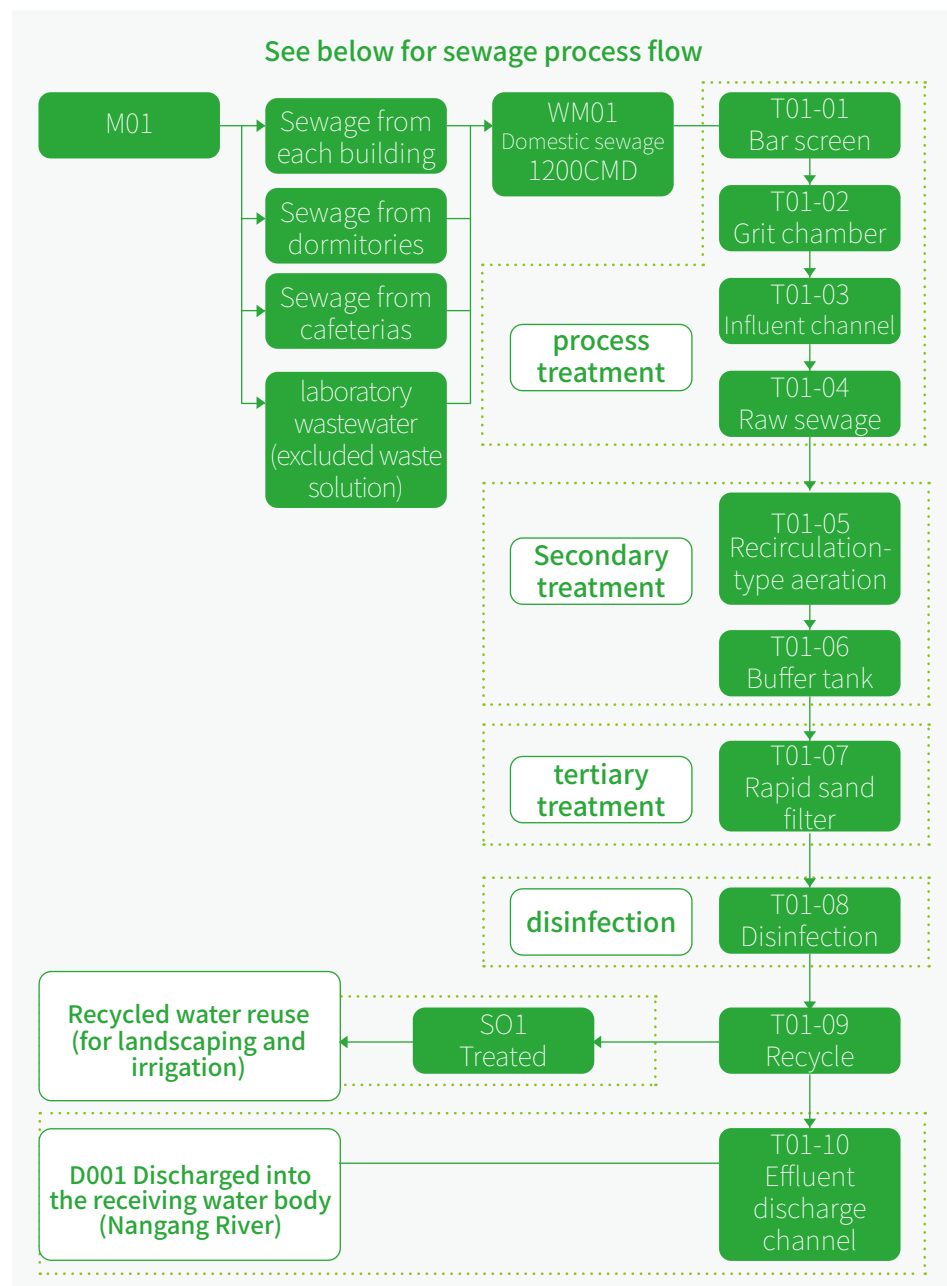 See below for sewage process flow
M01
Sewage from
each building
Sewage from
dormitories
Sewage from
cafeterias
laboratory
wastewater
(excluded waste
solution)
WM01
Domestic sewage
1200CMD
T01-01
Bar screen
T01-02
Grit chamber
T01-03
Influent channel
T01-04
Raw sewage
process
treatment
T01-05
Recirculation-
type aeration
T01-06
Buffer tank
Secondary
treatment
T01-07
Rapid sand
filter
tertiary
treatment
T01-08
Disinfection
disinfection
T01-09
Recycle
SO1
Treated
Recycled water reuse
(for landscaping and
irrigation)
T01-10
Effluent
discharge
channel
D001 Discharged into
the receiving water body
(Nangang River)